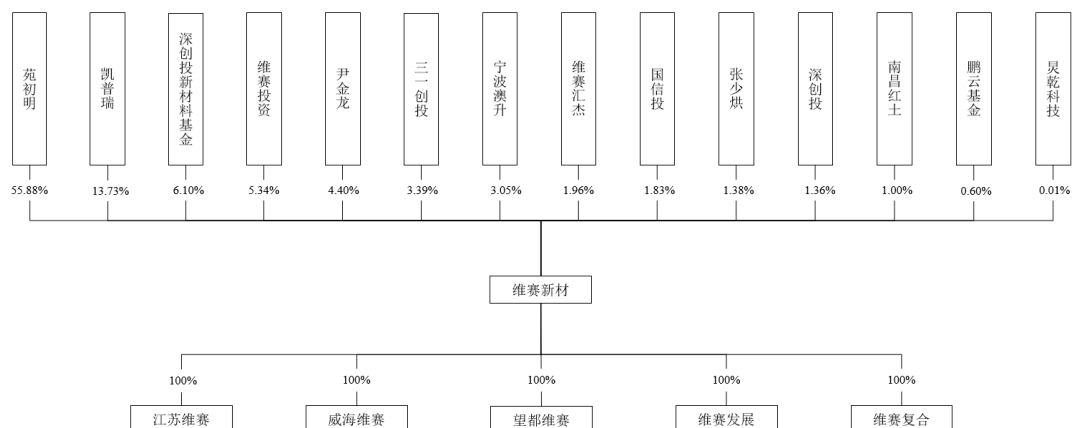 苑初明
凯普瑞
深创投新材料基金
维赛投资
尹金龙
三一创投
宁波澳升
维赛汇杰
国信投
张少烘
深创投
南昌红土
鹏云基金
炅乾科技
55.88%
13.73%
6.10%
5.34%
4.40%
3.39%
3.05%
1.96%
1.83%
1.38%
1.36%
1.00%
0.60%
0.01%
维赛新材
100%
100%
100%
100%
100%
江苏维赛
威海维赛
望都维赛
维赛发展
维赛复合